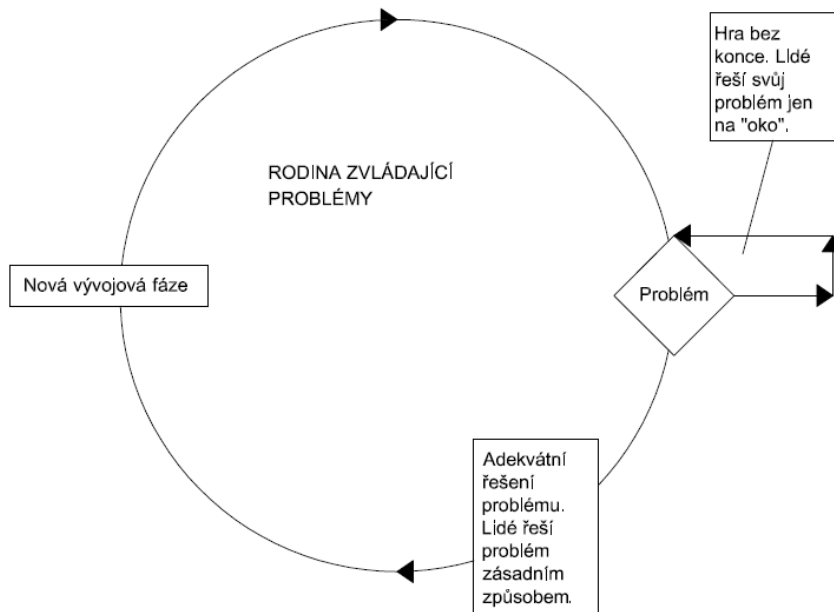 Hra bez
konce. Lidé
řeší svůj
problém jen
na "oko".
RODINA ZVLÁDAJÍCÍ
PROBLÉMY
Nová vývojová fáze
Problém
Adekvátní
řešení
problému.
Lidé řeší
problém
zásadním
způsobem.